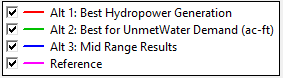 Alt 1: Best Hydropower Generation
Alt 2: Best for UnmetWater Demand (ac-ft)
Alt 3: Mid Range Results
Reference